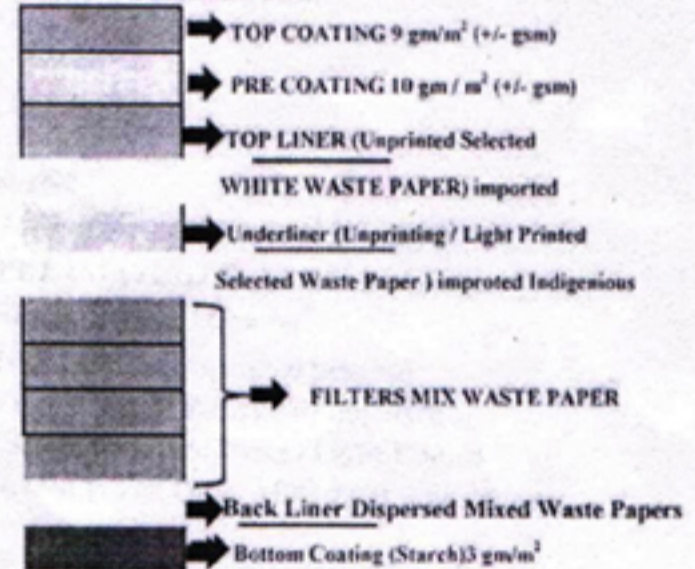 TOP COATING 9 gm/m² (+/- gsm)
PRE COATING 10 gm / m² (+/- gsm)
TOP LINER (Unprinted Selected
WHITE WASTE PAPER) imported
Underliner (Unprinting / Light Printed
Selected Waste Paper ) improted Indigenious
FILTERS MIX WASTE PAPER
Back Liner Dispersed Mixed Waste Papers
Bottom Coating (Starch)3 gm/m²